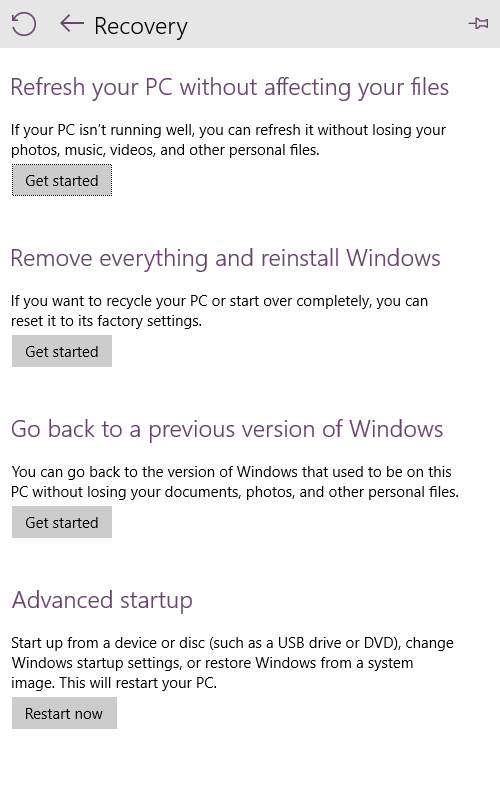 Recovery
Refresh your PC without affecting your files
If your PC isn’t running well, you can refresh it without losing your
photos, music, videos, and other personal files.
Get started
Remove everything and reinstall Windows
If you want to recycle your PC or start over completely, you can
reset it to its factory settings.
Get started
Go back to a previous version of Windows
You can go back to the version of Windows that used to be on this
PC without losing your documents, photos, and other personal files.
Get started
Advanced startup
Start up from a device or disc (such as a USB drive or DVD), change
Windows startup settings, or restore Windows from a system
image. This will restart your PC.
Restart now